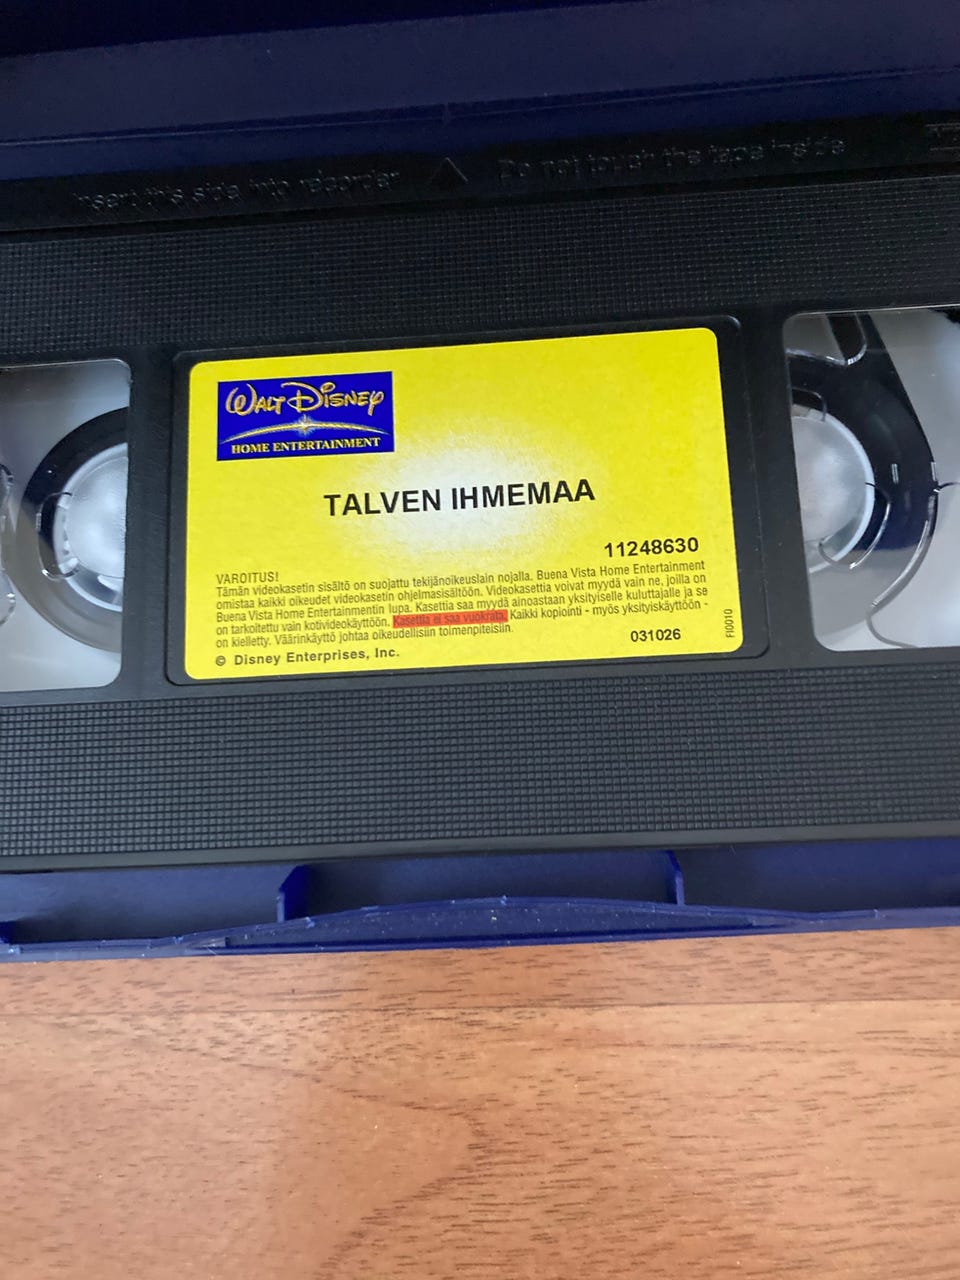 Insert this side into recorder
Do not touch the tape inside
WALT DISNEY
HOME ENTERTAINMENT
TALVEN IHMEMAA
11248630
VAROITUS!
Tämän videokasetin sisältö on suojattu tekijänoikeuslain nojalla. Buena Vista Home Entertainment
omistaa kaikki oikeudet videokasetin ohjelmasisältöön. Videokasettia voivat myydä vain ne, joilla on
Buena Vista Home Entertainmentin lupa. Kasettia saa myydä ainoastaan yksityiselle kuluttajalle ja se
on tarkoitettu vain kotivideokäyttöön. Kasettia ei saa vuokrata. Kaikki kopiointi - myös yksityiskäyttöön -
on kielletty. Väärinkäyttö johtaa oikeudellisiin toimenpiteisiin.
031026
© Disney Enterprises, Inc.
FI0010